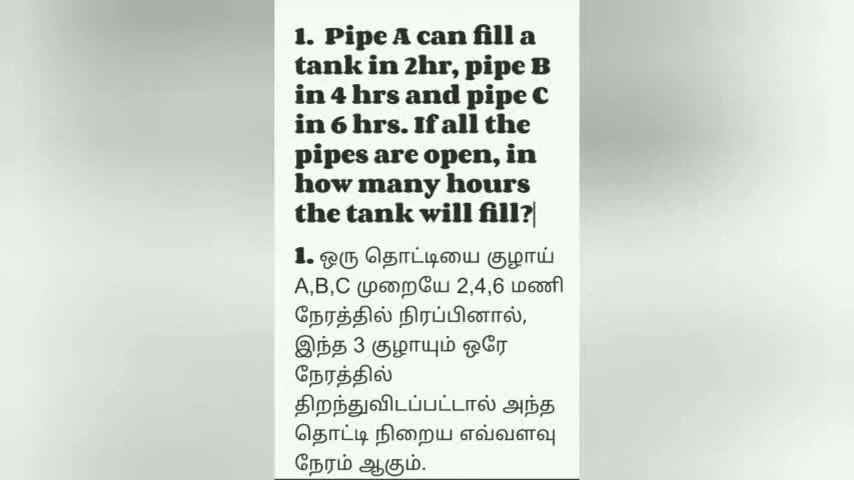 1. Pipe A can fill a
tank in 2hr, pipe B
in 4 hrs and pipe C
in 6 hrs. If all the
pipes are open, in
how many hours
the tank will fill?
1. ஒரு தொட்டியை குழாய்
A,B,C முறையே 2,4,6 மணி
நேரத்தில் நிரப்பினால்,
இந்த 3 குழாயும் ஒரே
நேரத்தில்
திறந்துவிடப்பட்டால் அந்த
தொட்டி நிறைய எவ்வளவு
நேரம் ஆகும்.